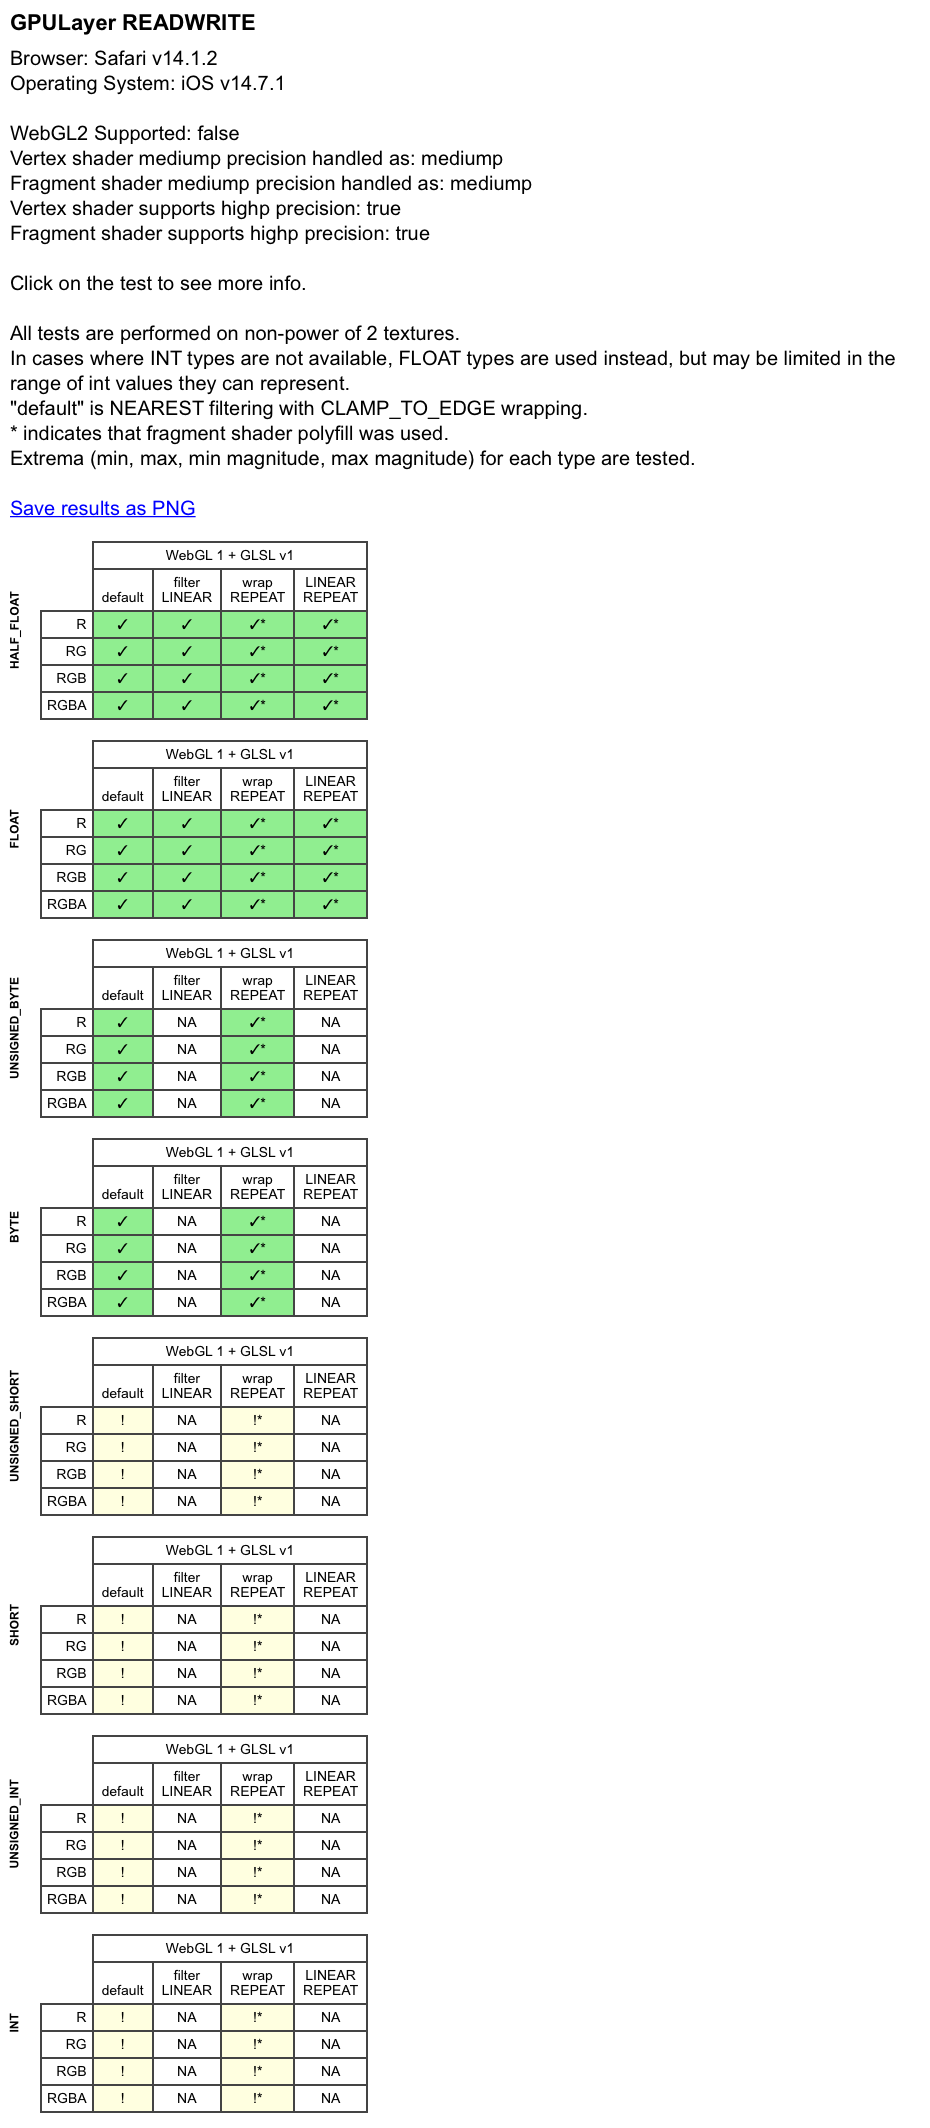 GPULayer READWRITE
Browser: Safari v14.1.2
Operating System: iOS v14.7.1
WebGL2 Supported: false
Vertex shader mediump precision handled as: mediump
Fragment shader mediump precision handled as: mediump
Vertex shader supports highp precision: true
Fragment shader supports highp precision: true
Click on the test to see more info.
All tests are performed on non-power of 2 textures.
In cases where INT types are not available, FLOAT types are used instead, but may be limited in the
range of int values they can represent.
"default" is NEAREST filtering with CLAMP_TO_EDGE wrapping.
* indicates that fragment shader polyfill was used.
Extrema (min, max, min magnitude, max magnitude) for each type are tested.
Save results as PNG
HALF_FLOAT
WebGL 1 + GLSL v1
default filter LINEAR wrap REPEAT LINEAR REPEAT
R ✓ ✓ ✓* ✓*
RG ✓ ✓ ✓* ✓*
RGB ✓ ✓ ✓* ✓*
RGBA ✓ ✓ ✓* ✓*
FLOAT
WebGL 1 + GLSL v1
default filter LINEAR wrap REPEAT LINEAR REPEAT
R ✓ ✓ ✓* ✓*
RG ✓ ✓ ✓* ✓*
RGB ✓ ✓ ✓* ✓*
RGBA ✓ ✓ ✓* ✓*
UNSIGNED_BYTE
WebGL 1 + GLSL v1
default filter LINEAR wrap REPEAT LINEAR REPEAT
R ✓ NA ✓* NA
RG ✓ NA ✓* NA
RGB ✓ NA ✓* NA
RGBA ✓ NA ✓* NA
BYTE
WebGL 1 + GLSL v1
default filter LINEAR wrap REPEAT LINEAR REPEAT
R ✓ NA ✓* NA
RG ✓ NA ✓* NA
RGB ✓ NA ✓* NA
RGBA ✓ NA ✓* NA
UNSIGNED_SHORT
WebGL 1 + GLSL v1
default filter LINEAR wrap REPEAT LINEAR REPEAT
R ! NA !* NA
RG ! NA !* NA
RGB ! NA !* NA
RGBA ! NA !* NA
SHORT
WebGL 1 + GLSL v1
default filter LINEAR wrap REPEAT LINEAR REPEAT
R ! NA !* NA
RG ! NA !* NA
RGB ! NA !* NA
RGBA ! NA !* NA
UNSIGNED_INT
WebGL 1 + GLSL v1
default filter LINEAR wrap REPEAT LINEAR REPEAT
R ! NA !* NA
RG ! NA !* NA
RGB ! NA !* NA
RGBA ! NA !* NA
INT
WebGL 1 + GLSL v1
default filter LINEAR wrap REPEAT LINEAR REPEAT
R ! NA !* NA
RG ! NA !* NA
RGB ! NA !* NA
RGBA ! NA !* NA